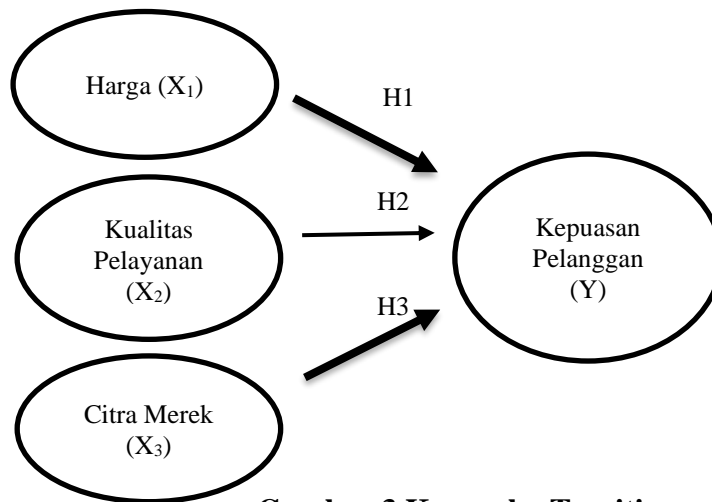 Harga (X₁)
H1
H2
Kualitas
Pelayanan
(X₂)
Kepuasan
Pelanggan
(Y)
H3
Citra Merek
(X₃)